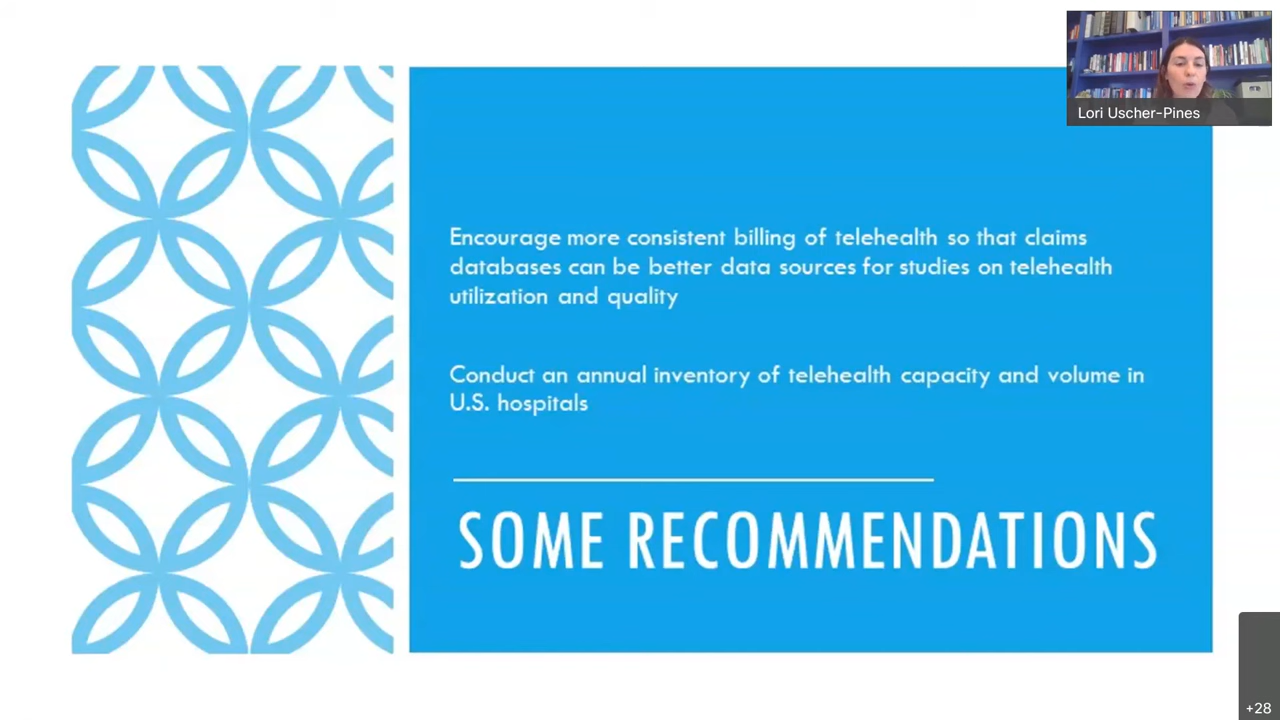 Lori Uscher-Pines
Encourage more consistent billing of telehealth so that claims
databases can be better data sources for studies on telehealth
utilization and quality
Conduct an annual inventory of telehealth capacity and volume in
U.S. hospitals
SOME RECOMMENDATIONS
+28